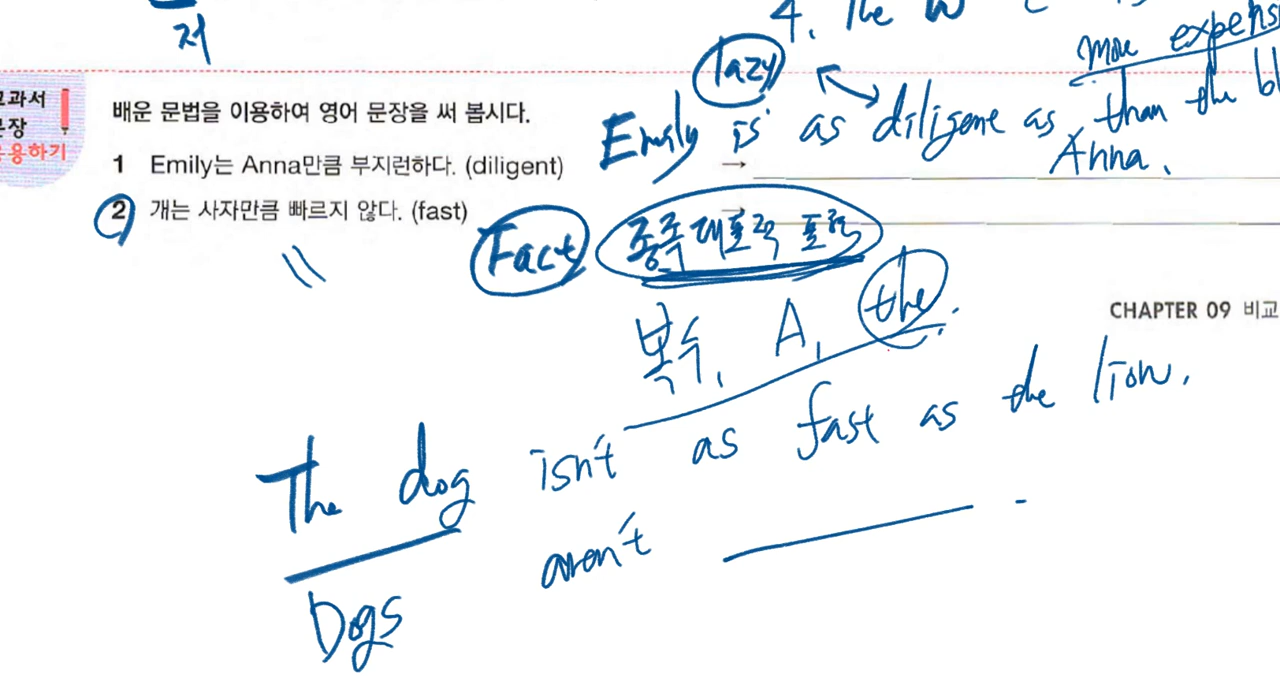 저
4. The w
more expens
lazy
than the bl
교과서
문장
응용하기
배운 문법을 이용하여 영어 문장을 써 봅시다.
1 Emily는 Anna만큼 부지런하다. (diligent) →
Emily is as diligene as Anna.
2 개는 사자만큼 빠르지 않다. (fast) →
Fact 종족대표적 표현
복수, A, the.
CHAPTER 09 비교
The dog isn't as fast as the lion.
Dogs aren't